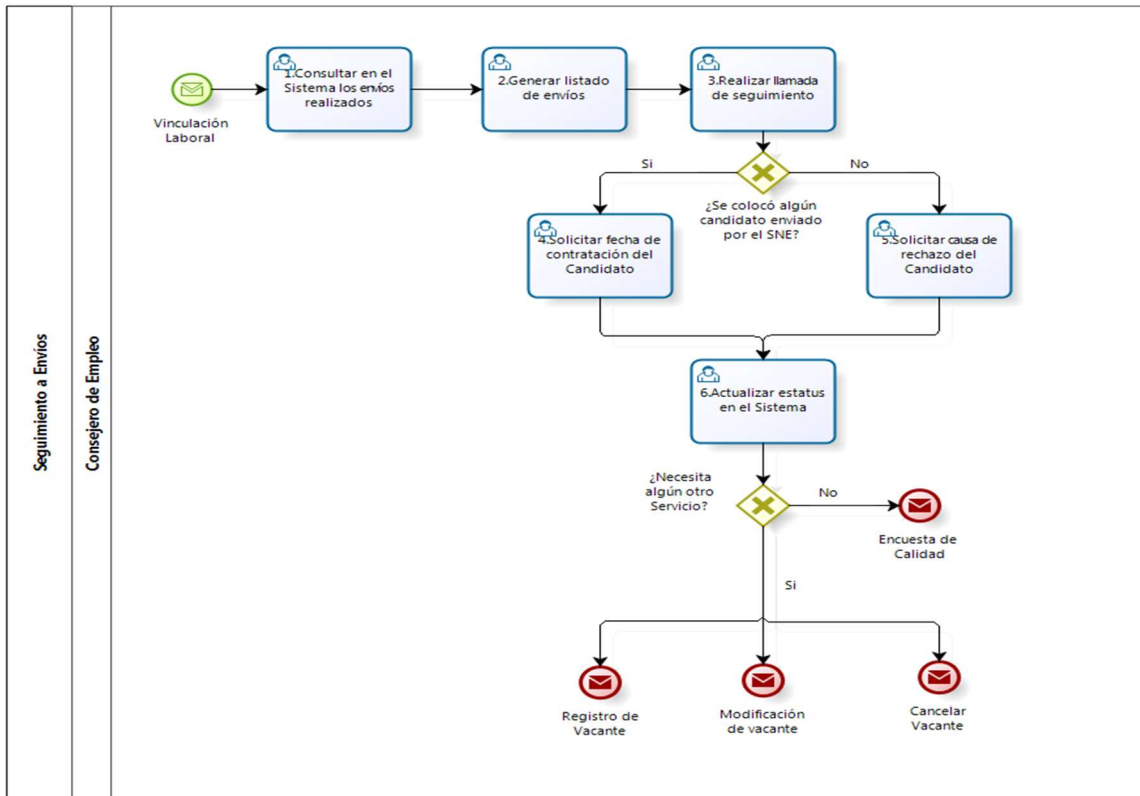 Seguimiento a Envíos
Consejero de Empleo
Vinculación
Laboral
1.Consultar en el
Sistema los envíos
realizados
2.Generar listado
de envíos
3.Realizar llamada
de seguimiento
Si
No
¿Se colocó algún
candidato enviado
por el SNE?
4.Solicitar fecha de
contratación del
Candidato
5.Solicitar causa de
rechazo del
Candidato
6.Actualizar estatus
en el Sistema
¿Necesita
algún otro
Servicio?
No
Encuesta de
Calidad
Si
Registro de
Vacante
Modificación
de vacante
Cancelar
Vacante